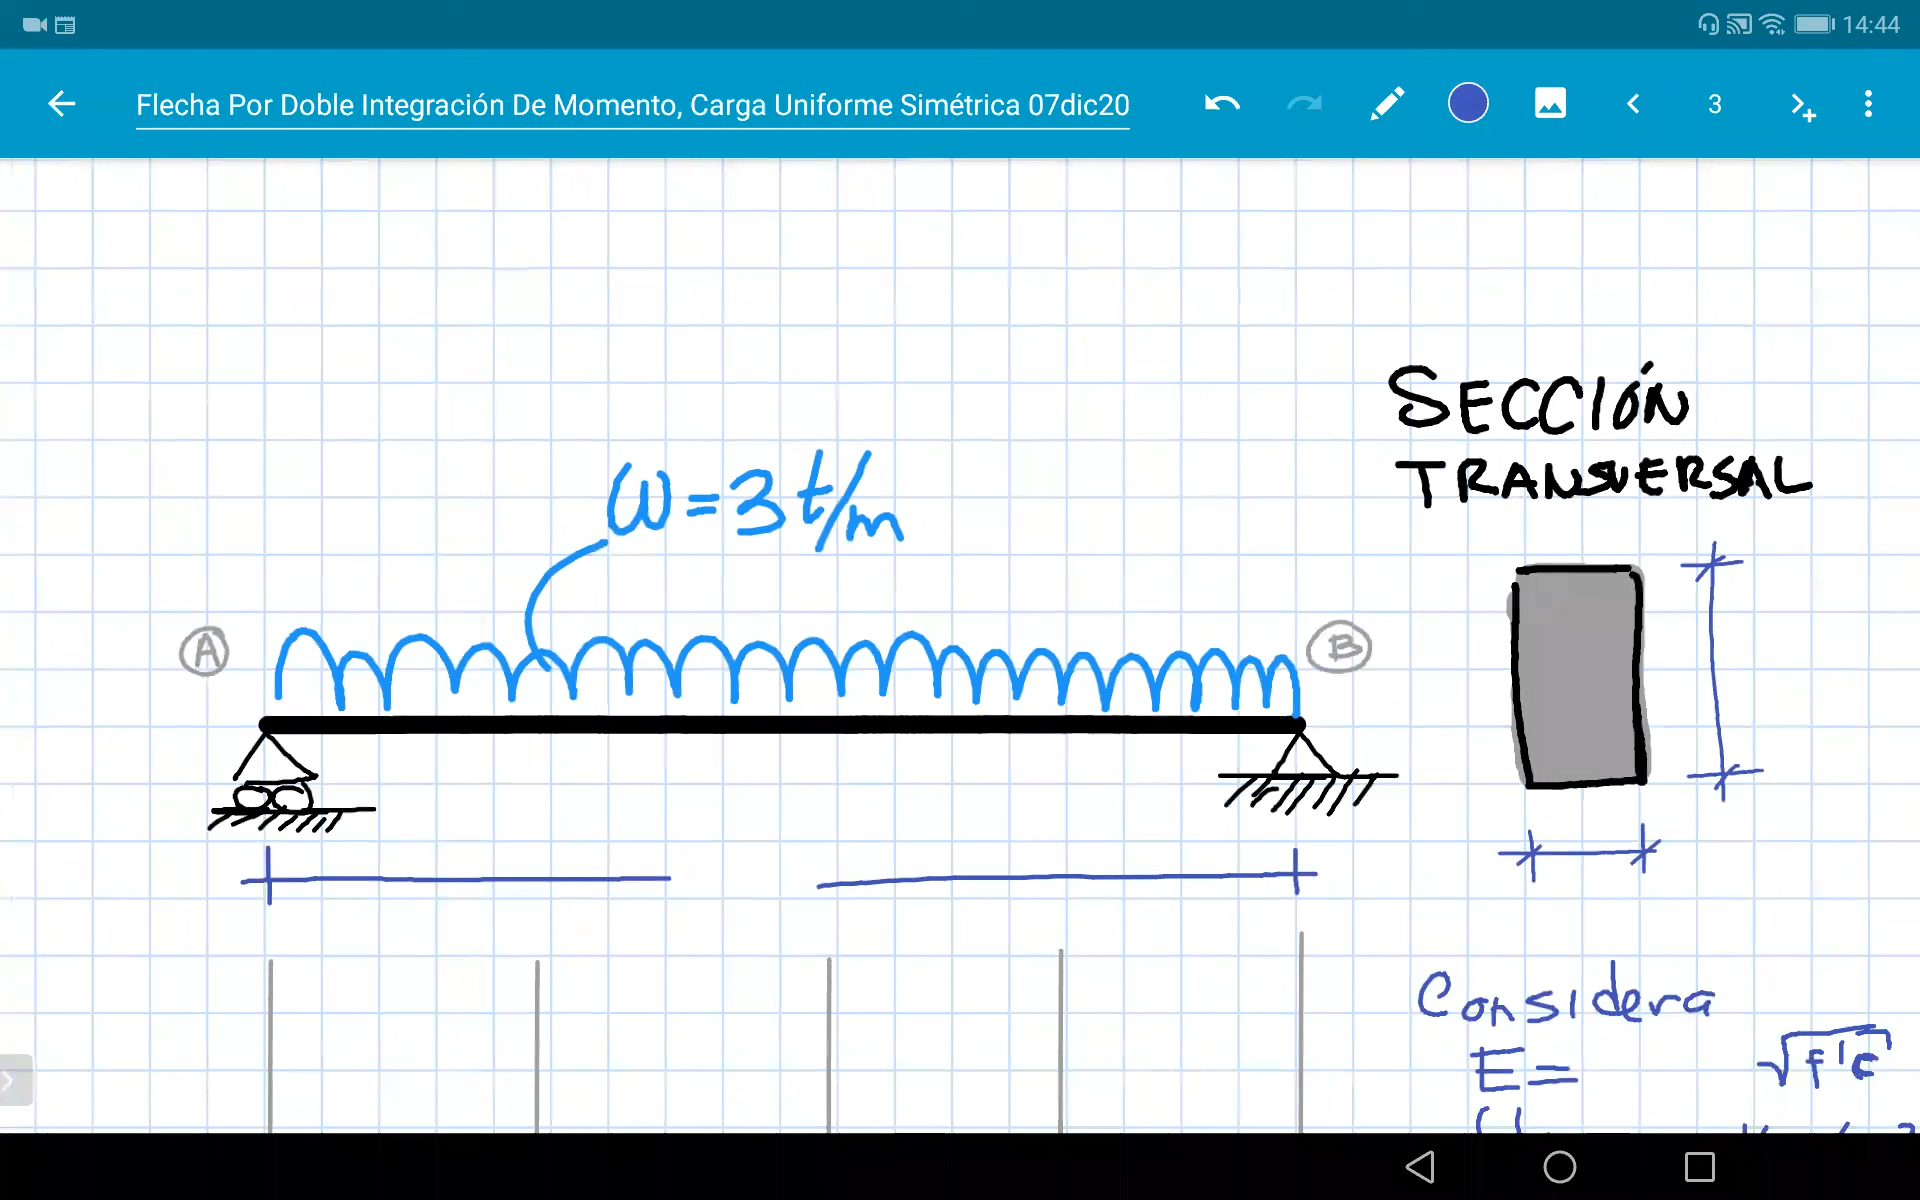 14:44
Flecha Por Doble Integración De Momento, Carga Uniforme Simétrica 07dic20
3
SECCIÓN
TRANSVERSAL
ω=3 t/m
A
B
Considera
E= √f'c